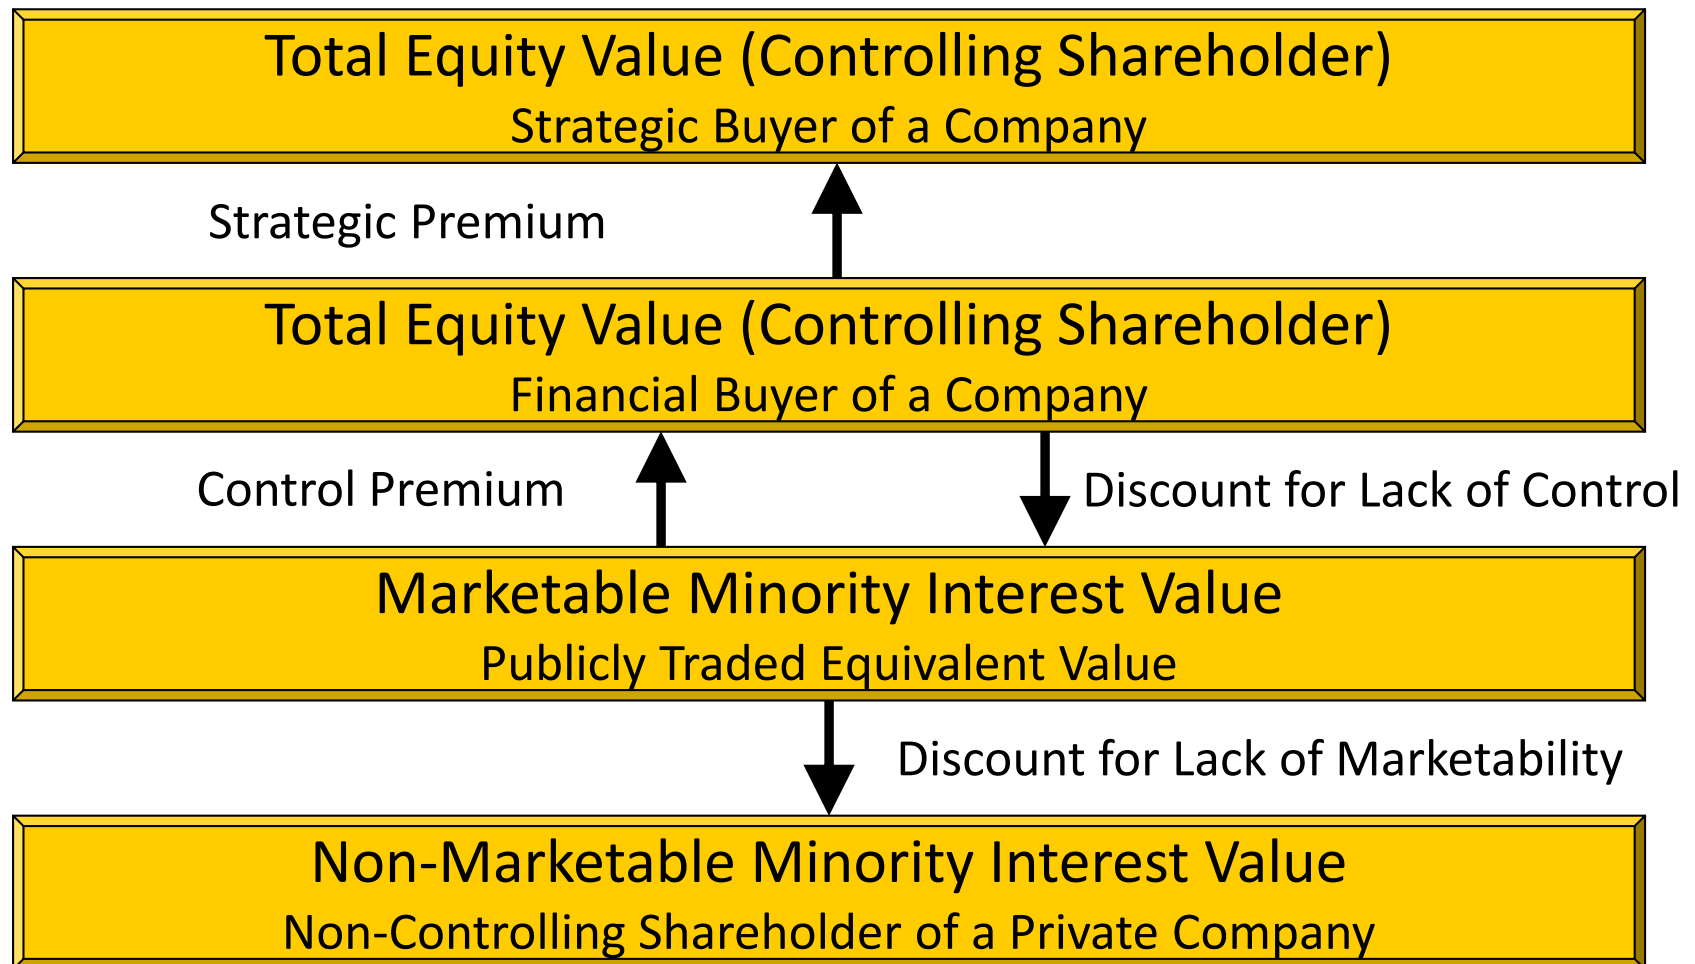 Total Equity Value (Controlling Shareholder)
Strategic Buyer of a Company
Strategic Premium
Total Equity Value (Controlling Shareholder)
Financial Buyer of a Company
Control Premium
Discount for Lack of Control
Marketable Minority Interest Value
Publicly Traded Equivalent Value
Discount for Lack of Marketability
Non-Marketable Minority Interest Value
Non-Controlling Shareholder of a Private Company